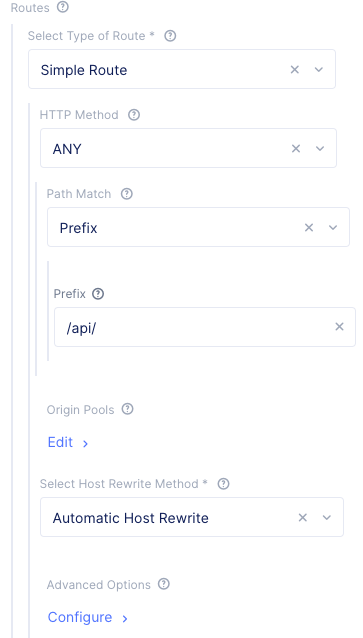 Routes
Select Type of Route *
Simple Route
HTTP Method
ANY
Path Match
Prefix
Prefix
/api/
Origin Pools
Edit
Select Host Rewrite Method *
Automatic Host Rewrite
Advanced Options
Configure